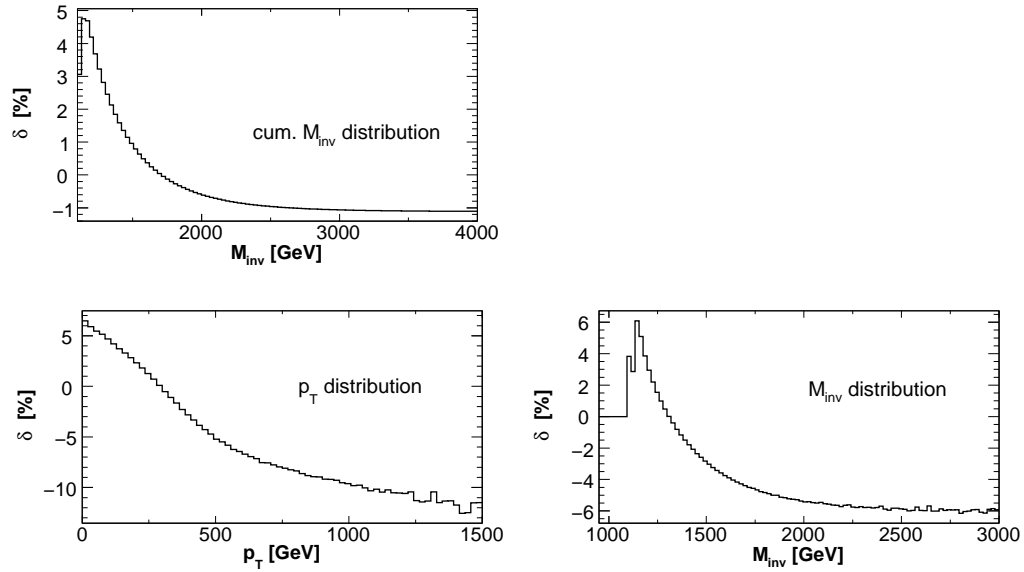 5
4
3
2
1
0
−1
δ [%]
cum. M_inv distribution
2000 3000 4000
M_inv [GeV]
5
0
−5
−10
δ [%]
p_T distribution
0 500 1000 1500
p_T [GeV]
6
4
2
0
−2
−4
−6
δ [%]
M_inv distribution
1000 1500 2000 2500 3000
M_inv [GeV]